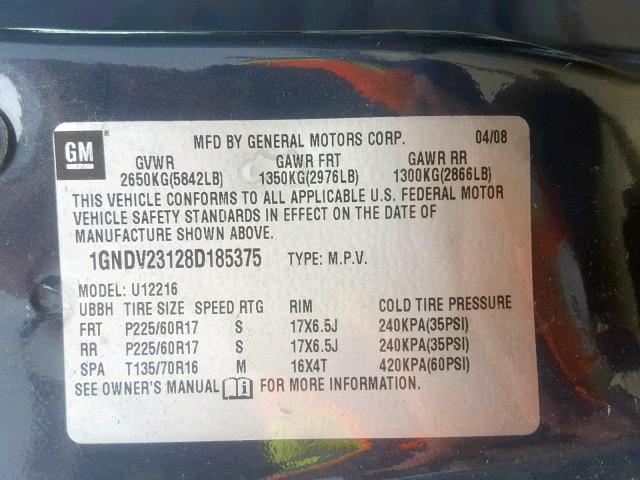 GM ® MFD BY GENERAL MOTORS CORP. 04/08
GVWR GAWR FRT GAWR RR
2650KG(5842LB) 1350KG(2976LB) 1300KG(2866LB)
THIS VEHICLE CONFORMS TO ALL APPLICABLE U.S. FEDERAL MOTOR
VEHICLE SAFETY STANDARDS IN EFFECT ON THE DATE OF
MANUFACTURE SHOWN ABOVE.
1GNDV23128D185375 TYPE: M.P.V.
MODEL: U12216
UBBH TIRE SIZE SPEED RTG RIM COLD TIRE PRESSURE
FRT P225/60R17 S 17X6.5J 240KPA(35PSI)
RR P225/60R17 S 17X6.5J 240KPA(35PSI)
SPA T135/70R16 M 16X4T 420KPA(60PSI)
SEE OWNER'S MANUAL i FOR MORE INFORMATION.